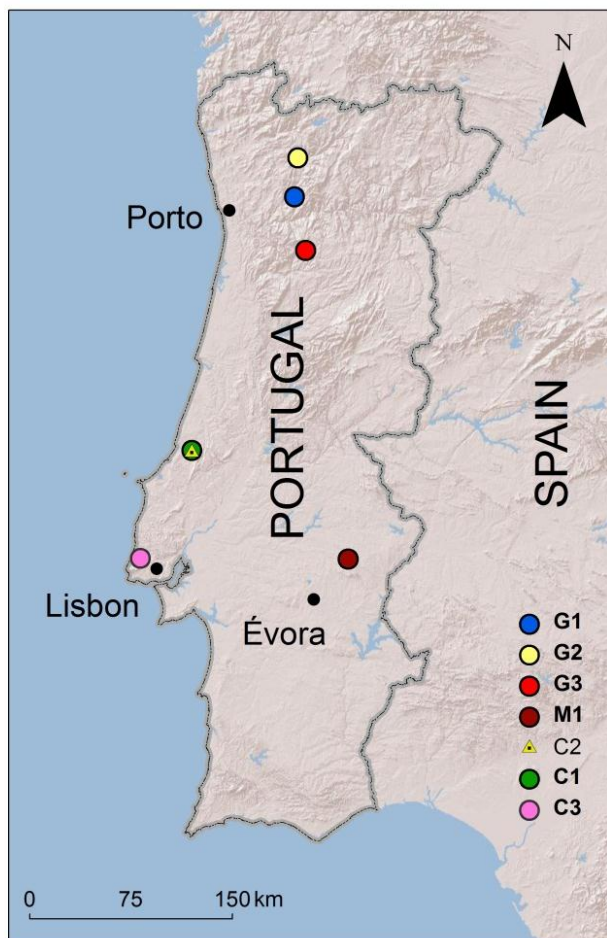 N
Porto
PORTUGAL
SPAIN
Lisbon
Évora
G1
G2
G3
M1
C2
C1
C3
0 75 150 km